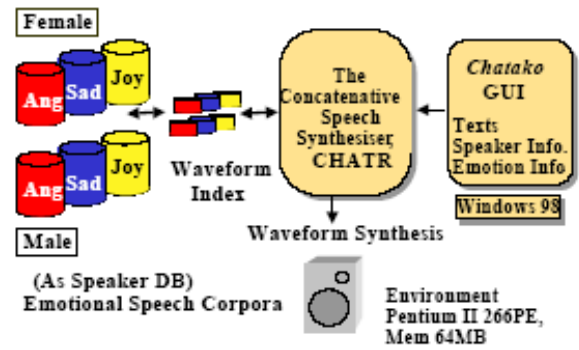 Female
Ang Sad Joy
Ang Sad Joy
Male
(As Speaker DB)
Emotional Speech Corpora
Waveform
Index
The
Concatenative
Speech
Synthesiser,
CHATR
Waveform Synthesis
Chatako
GUI
Texts
Speaker Info.
Emotion Info
Windows 98
Environment
Pentium II 266PE,
Mem 64MB